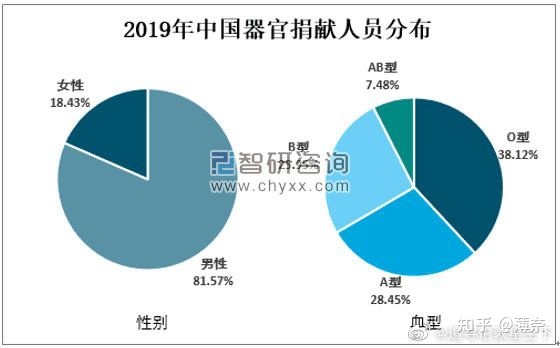 2019年中国器官捐献人员分布
女性
18.43%
男性
81.57%
性别
AB型
7.48%
B型
O型
38.12%
A型
28.45%
血型
智研咨询
www.chyxx.com
知乎 @薄奈